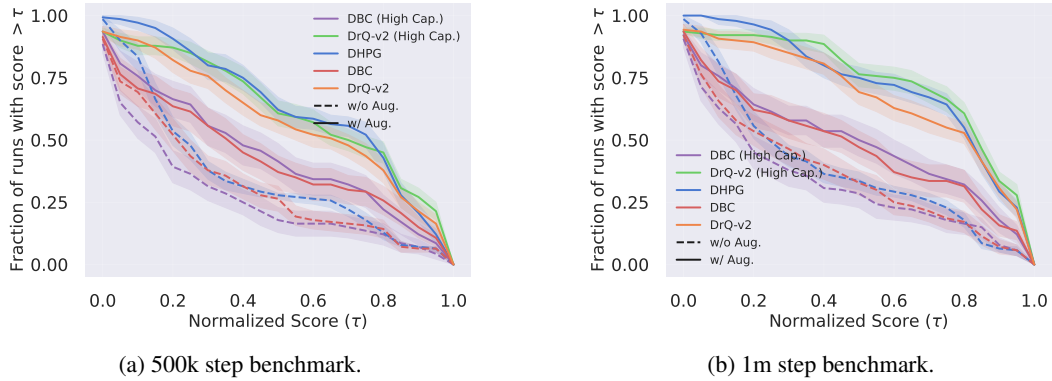 Fraction of runs with score > τ
1.00
0.75
0.50
0.25
0.00
DBC (High Cap.)
DrQ-v2 (High Cap.)
DHPG
DBC
DrQ-v2
w/o Aug.
w/ Aug.
0.0 0.2 0.4 0.6 0.8 1.0
Normalized Score (τ)
(a) 500k step benchmark.
Fraction of runs with score > τ
1.00
0.75
0.50
0.25
0.00
DBC (High Cap.)
DrQ-v2 (High Cap.)
DHPG
DBC
DrQ-v2
w/o Aug.
w/ Aug.
0.0 0.2 0.4 0.6 0.8 1.0
Normalized Score (τ)
(b) 1m step benchmark.